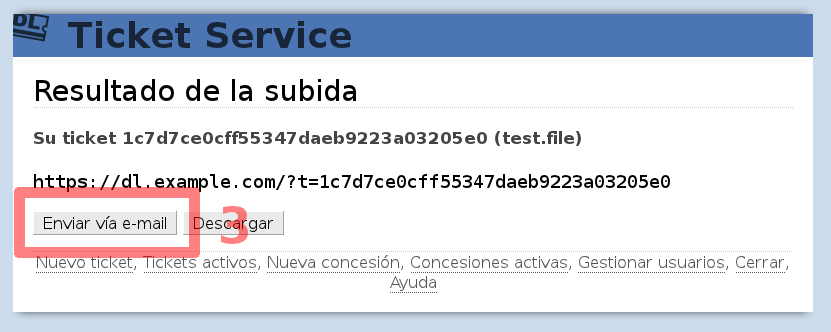 DL
Ticket Service
Resultado de la subida
Su ticket 1c7d7ce0cff55347daeb9223a03205e0 (test.file)
https://dl.example.com/?t=1c7d7ce0cff55347daeb9223a03205e0
Enviar vía e-mail Descargar 3
Nuevo ticket, Tickets activos, Nueva concesión, Concesiones activas, Gestionar usuarios, Cerrar,
Ayuda